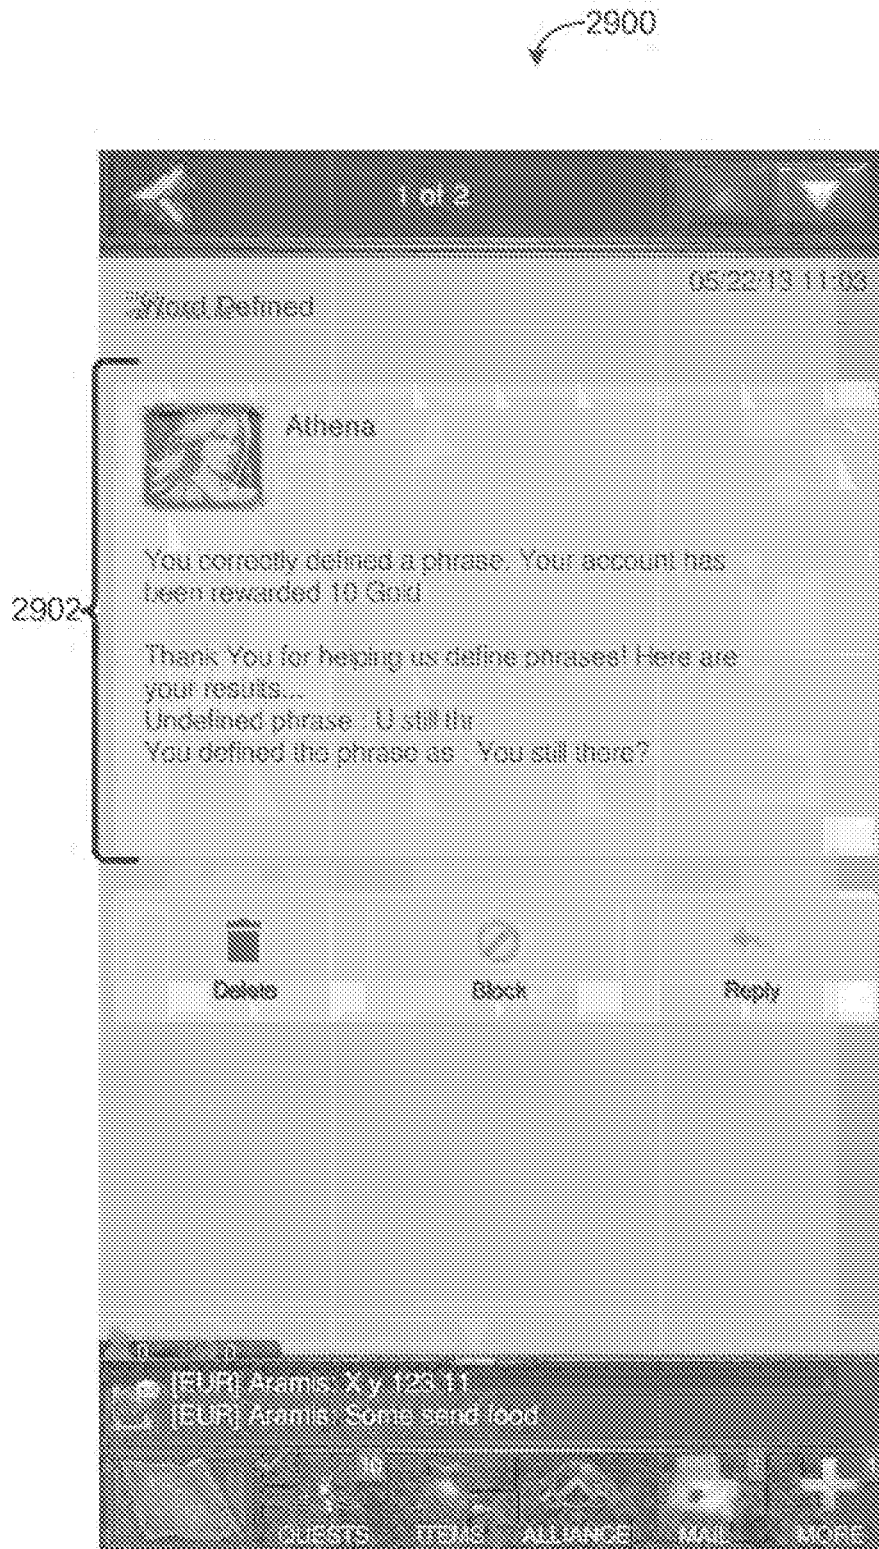 2900
1 of 2
05/22/13 11:03
Word Defined
Athena
You correctly defined a phrase. Your account has
been rewarded 10 Gold
2902
Thank You for helping us define phrases! Here are
your results...
Undefined phrase : U still thr
You defined the phrase as : You still there?
Delete Block Reply
[EUR] Aramis: X y 123 11
[EUR] Aramis: Some send food
QUESTS ITEMS ALLIANCE MAIL MORE